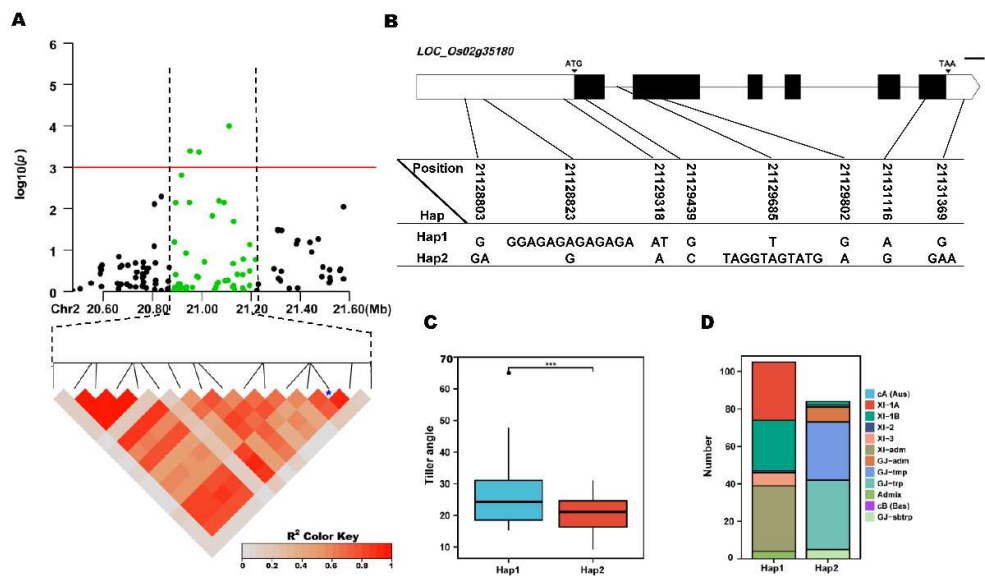 A
6
5
4
3
2
1
0
log10(p)
Chr2 20.60 20.80 21.00 21.20 21.40 21.60(Mb)
*
R² Color Key
0 0.2 0.4 0.6 0.8 1
B
LOC_Os02g35180
ATG
TAA
Position 21128803 21128823 21129318 21129439 21129685 21129802 21131116 21131389
Hap
Hap1 G GGAGAGAGAGAGA AT G T G A G
Hap2 GA G A C TAGGTAGTATG A G GAA
C
70
60
50
40
30
20
10
Tiller angle
***
Hap1 Hap2
D
100
80
60
40
20
0
Number
Hap1 Hap2
cA (Aus)
XI-1A
XI-1B
XI-2
XI-3
XI-adm
GJ-adm
GJ-tmp
GJ-trp
Admix
cB (Bas)
GJ-sbtrp